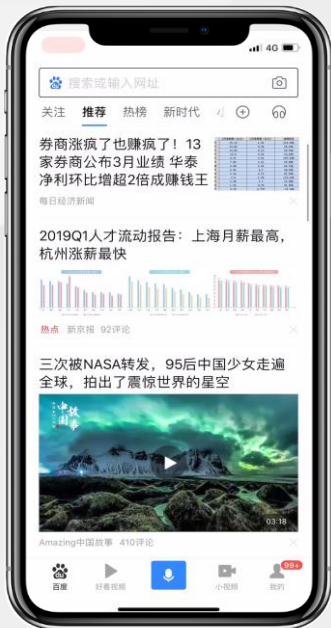 4G
搜索或输入网址
关注 推荐 热榜 新时代
券商涨疯了也赚疯了！13
家券商公布3月业绩 华泰
净利环比增超2倍成赚钱王
每日经济新闻
2019Q1人才流动报告：上海月薪最高，
杭州涨薪最快
热点 新京报 92评论
三次被NASA转发，95后中国少女走遍
全球，拍出了震惊世界的星空
中国故事
03:18
Amazing中国故事 410评论
99+
百度 好看视频 小视频 我的